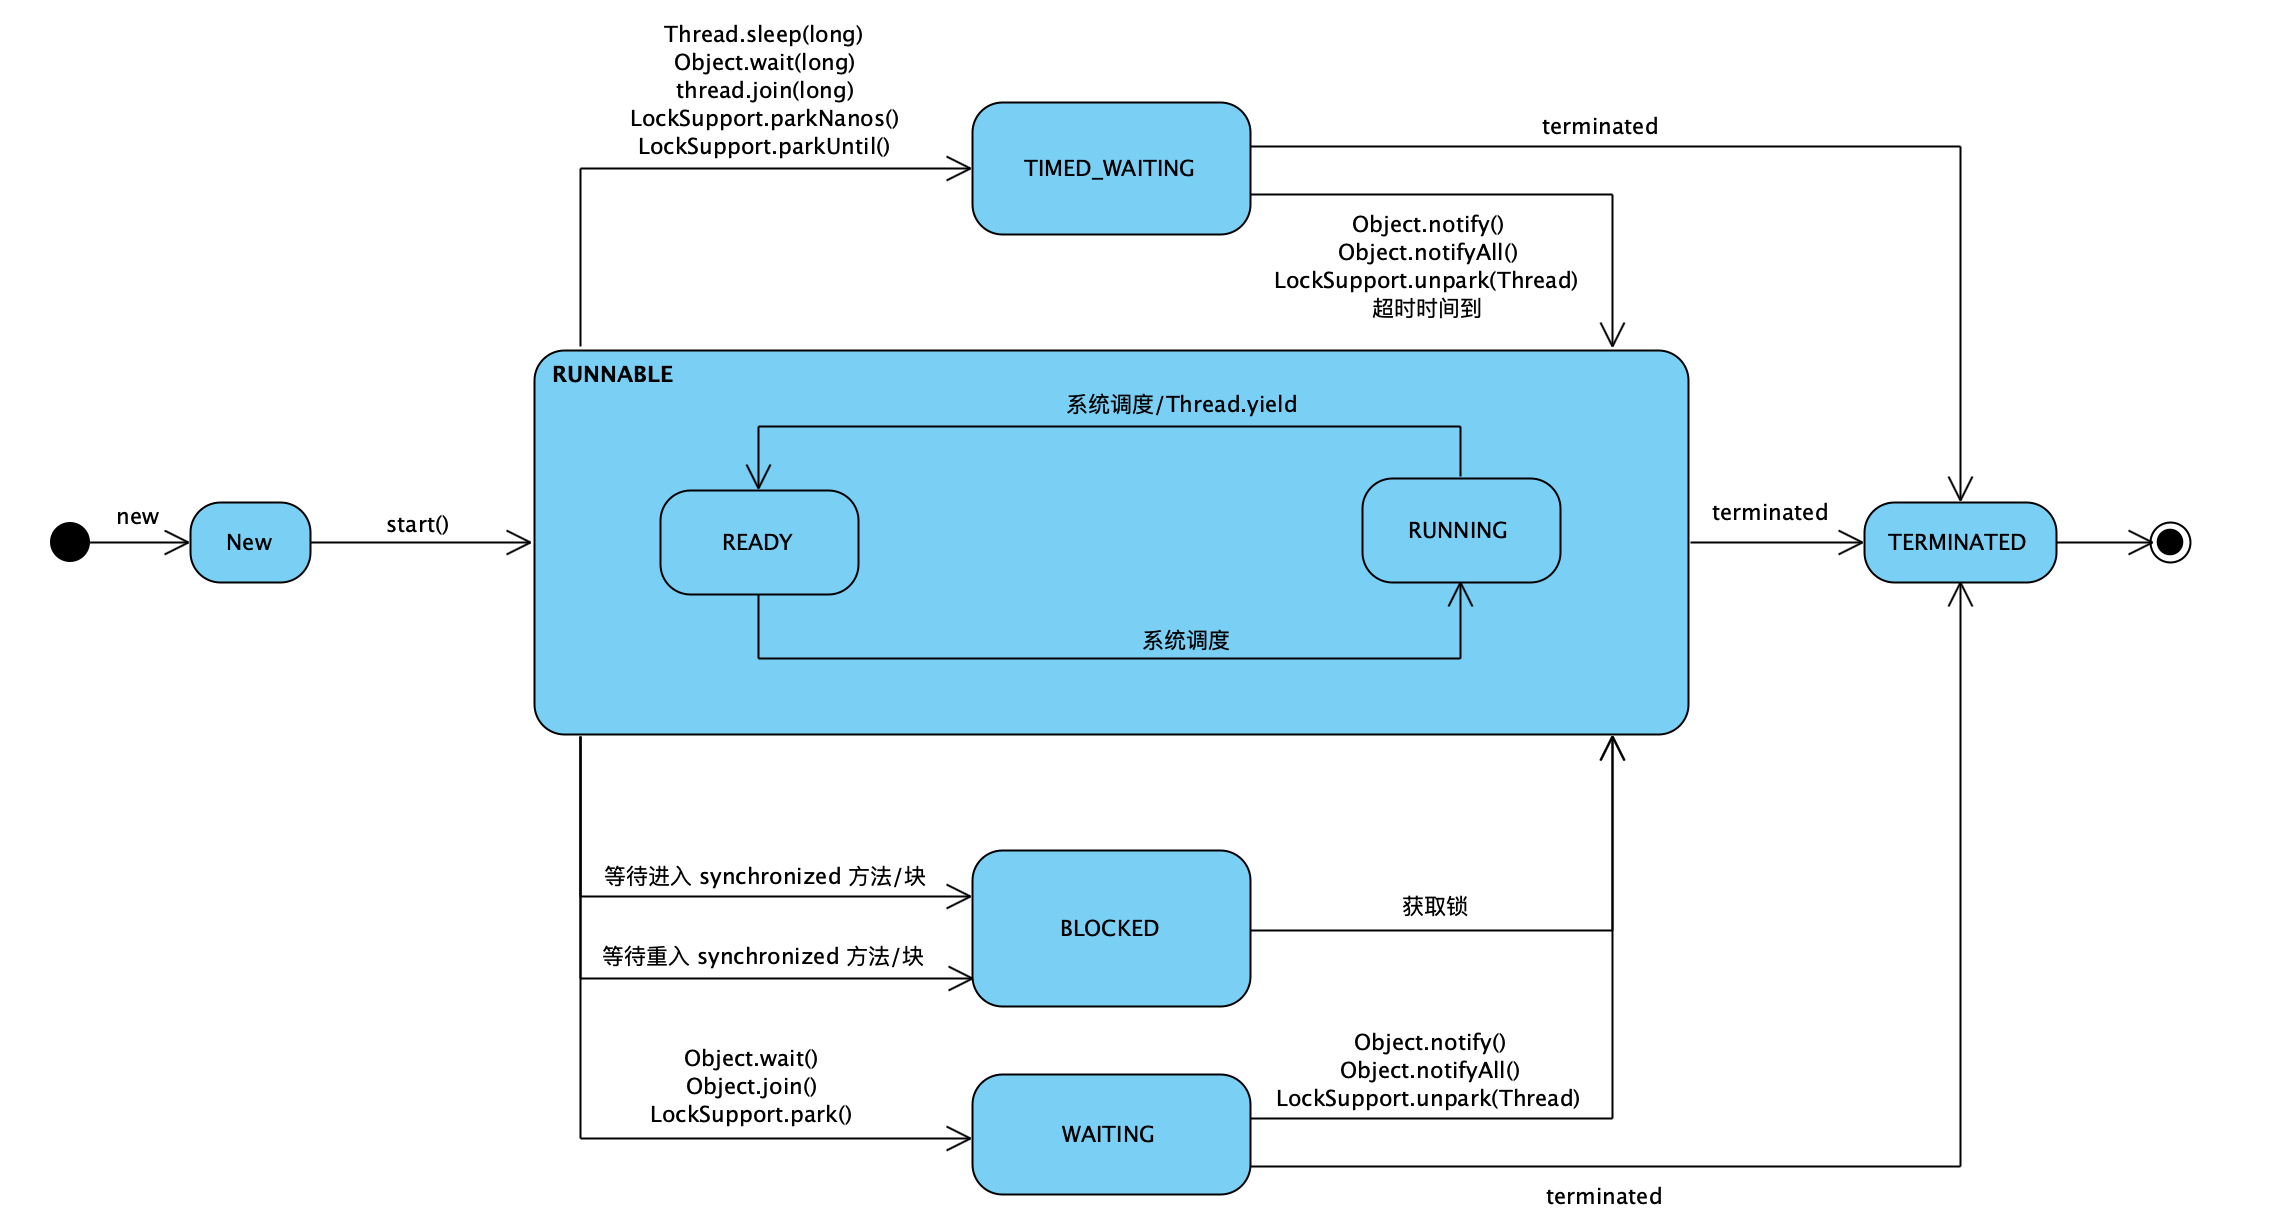 Thread.sleep(long)
Object.wait(long)
thread.join(long)
LockSupport.parkNanos()
LockSupport.parkUntil()
TIMED_WAITING
terminated
Object.notify()
Object.notifyAll()
LockSupport.unpark(Thread)
超时时间到
RUNNABLE
系统调度/Thread.yield
new
New
start()
READY
RUNNING
terminated
TERMINATED
系统调度
等待进入 synchronized 方法/块
BLOCKED
获取锁
等待重入 synchronized 方法/块
Object.wait()
Object.join()
LockSupport.park()
WAITING
Object.notify()
Object.notifyAll()
LockSupport.unpark(Thread)
terminated